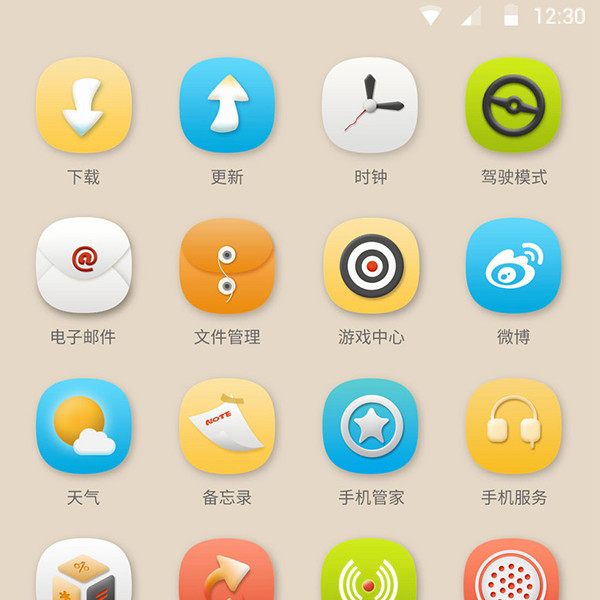 12:30
下载
更新
时钟
驾驶模式
@
电子邮件
文件管理
游戏中心
微博
NOTE
天气
备忘录
手机管家
手机服务